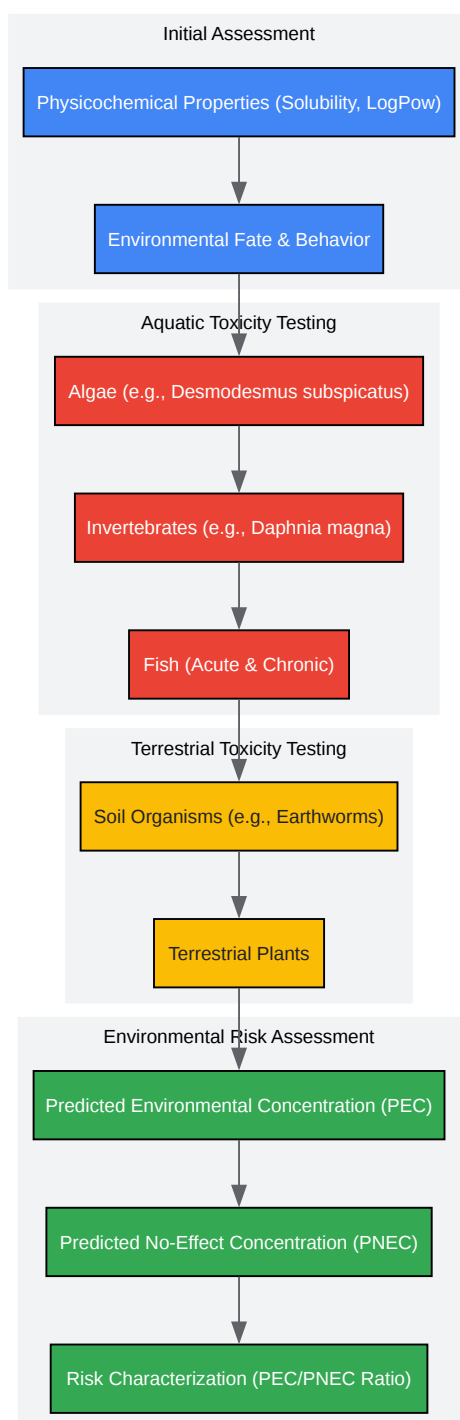 Initial Assessment
Physicochemical Properties (Solubility, LogPow)
Environmental Fate & Behavior
Aquatic Toxicity Testing
Algae (e.g., Desmodesmus subspicatus)
Invertebrates (e.g., Daphnia magna)
Fish (Acute & Chronic)
Terrestrial Toxicity Testing
Soil Organisms (e.g., Earthworms)
Terrestrial Plants
Environmental Risk Assessment
Predicted Environmental Concentration (PEC)
Predicted No-Effect Concentration (PNEC)
Risk Characterization (PEC/PNEC Ratio)